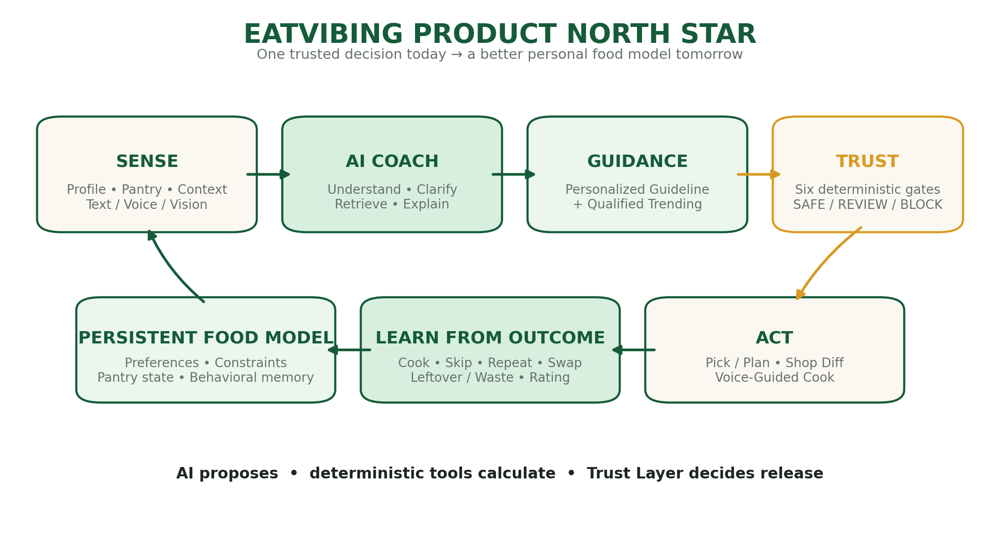 EATVIBING PRODUCT NORTH STAR
One trusted decision today → a better personal food model tomorrow
SENSE
Profile • Pantry • Context
Text / Voice / Vision
AI COACH
Understand • Clarify
Retrieve • Explain
GUIDANCE
Personalized Guideline
+ Qualified Trending
TRUST
Six deterministic gates
SAFE / REVIEW / BLOCK
PERSISTENT FOOD MODEL
Preferences • Constraints
Pantry state • Behavioral memory
LEARN FROM OUTCOME
Cook • Skip • Repeat • Swap
Leftover / Waste • Rating
ACT
Pick / Plan • Shop Diff
Voice-Guided Cook
AI proposes • deterministic tools calculate • Trust Layer decides release